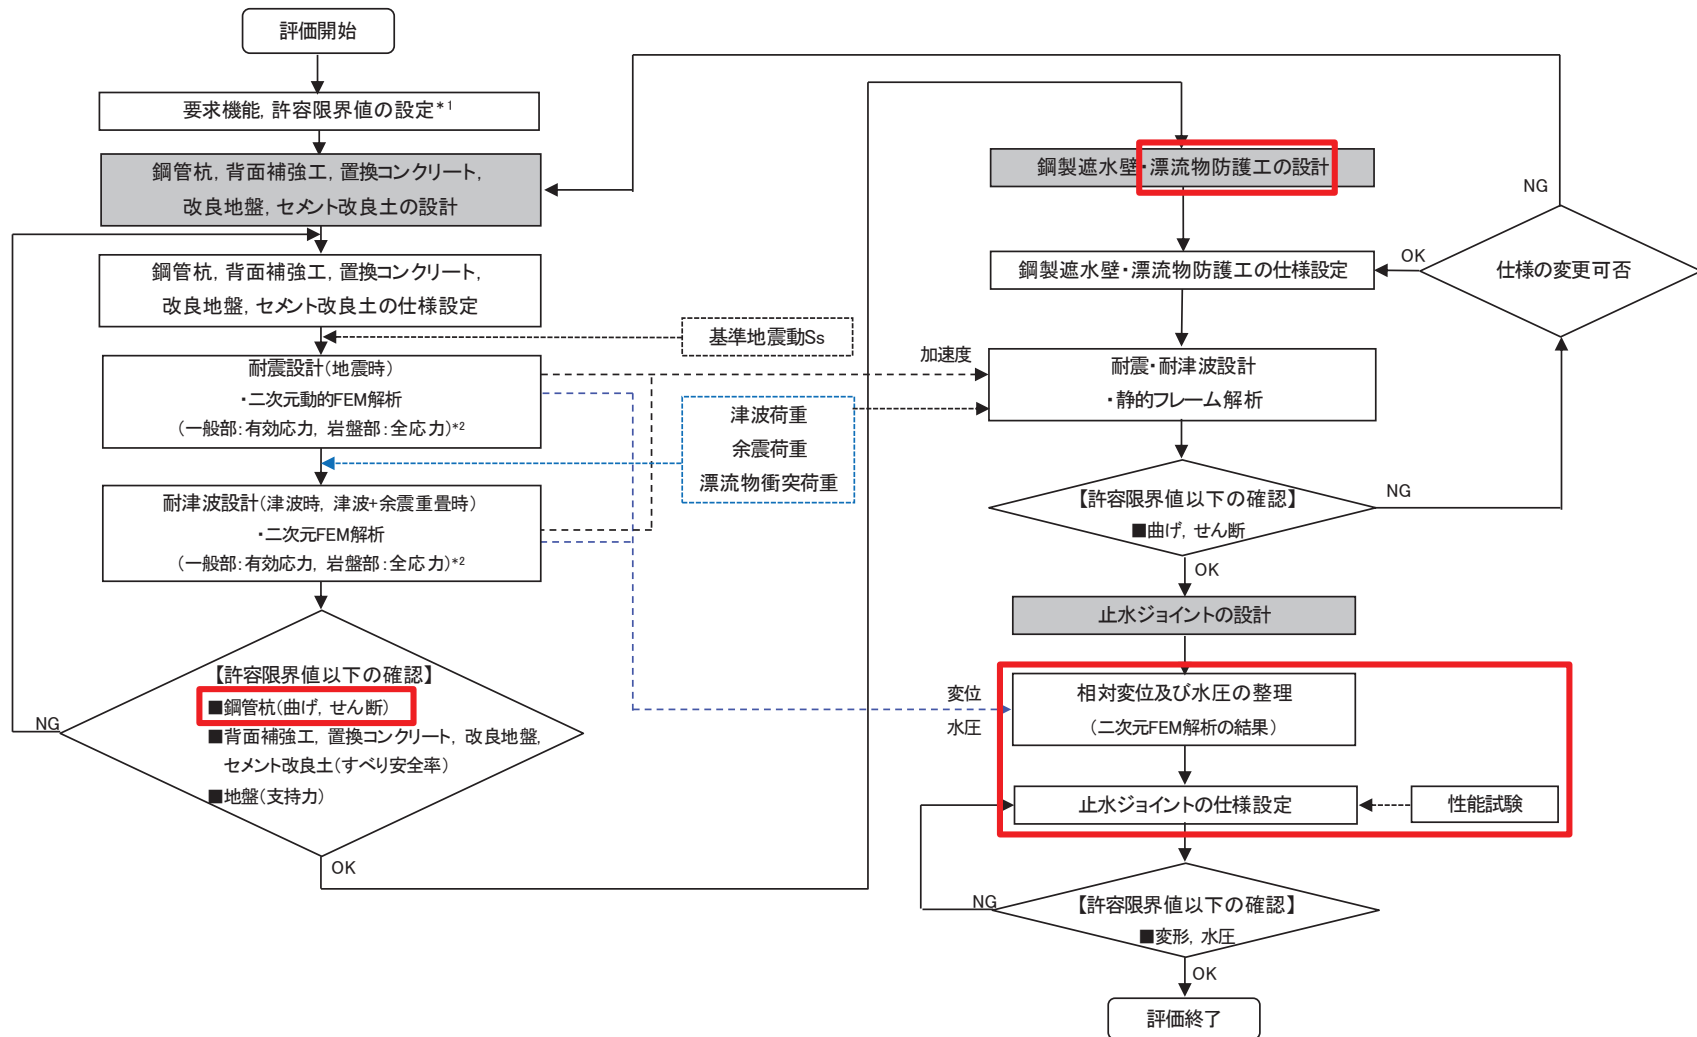 評価開始
要求機能, 許容限界値の設定*1
鋼管杭, 背面補強工, 置換コンクリート,
改良地盤, セメント改良土の設計
鋼管杭, 背面補強工, 置換コンクリート,
改良地盤, セメント改良土の仕様設定
基準地震動Ss
耐震設計(地震時)
・二次元動的FEM解析
(一般部:有効応力, 岩盤部:全応力)*2
津波荷重
余震荷重
漂流物衝突荷重
耐津波設計(津波時, 津波+余震重畳時)
・二次元FEM解析
(一般部:有効応力, 岩盤部:全応力)*2
【許容限界値以下の確認】
■鋼管杭(曲げ, せん断)
■背面補強工, 置換コンクリート, 改良地盤,
セメント改良土(すべり安全率)
■地盤(支持力)
NG
OK
鋼製遮水壁・漂流物防護工の設計
鋼製遮水壁・漂流物防護工の仕様設定
OK
仕様の変更可否
NG
加速度
耐震・耐津波設計
・静的フレーム解析
【許容限界値以下の確認】
■曲げ, せん断
NG
OK
止水ジョイントの設計
変位
水圧
相対変位及び水圧の整理
(二次元FEM解析の結果)
止水ジョイントの仕様設定
性能試験
【許容限界値以下の確認】
■変形, 水圧
NG
OK
評価終了